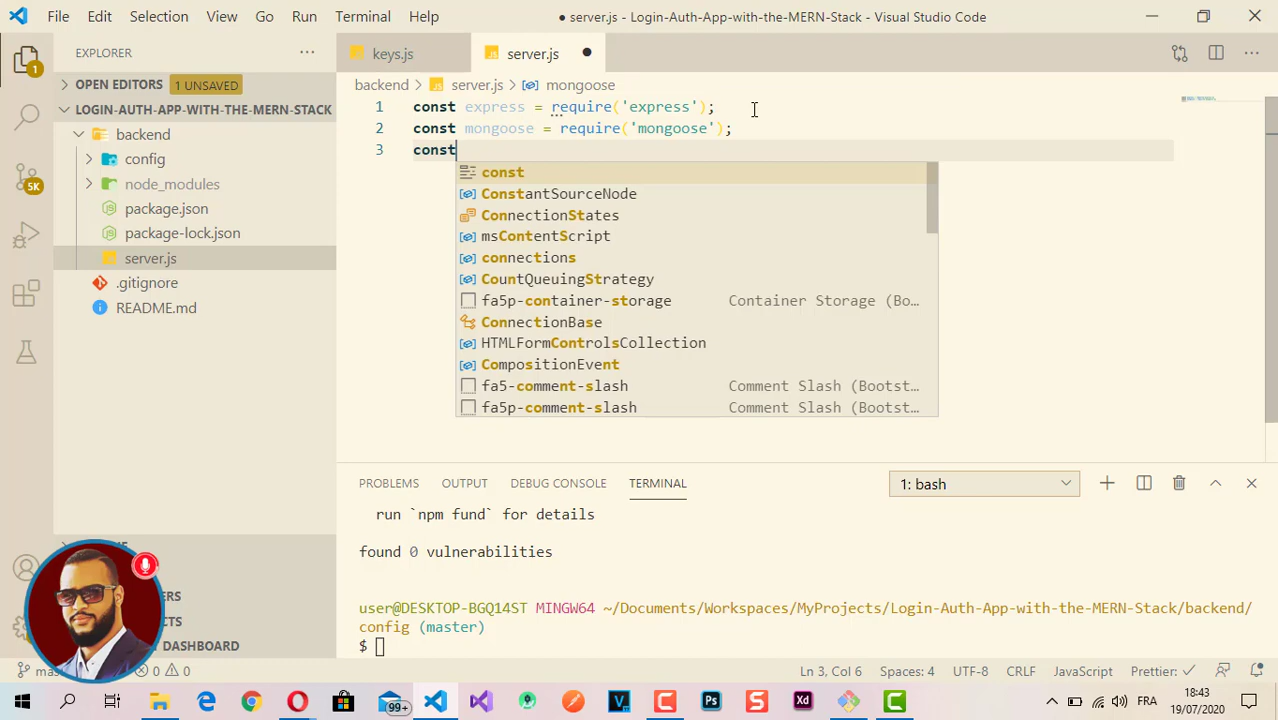 File Edit Selection View Go Run Terminal Help ● server.js - Login-Auth-App-with-the-MERN-Stack - Visual Studio Code
EXPLORER ···
keys.js server.js ●
OPEN EDITORS 1 UNSAVED
LOGIN-AUTH-APP-WITH-THE-MERN-STACK
backend
config
node_modules
package.json
package-lock.json
server.js
.gitignore
README.md
1
5K
backend > server.js > mongoose
1 const express = require('express');
2 const mongoose = require('mongoose');
3 const
const
ConstantSourceNode
ConnectionStates
msContentScript
connections
CountQueuingStrategy
fa5p-container-storage Container Storage (Bo…
ConnectionBase
HTMLFormControlsCollection
CompositionEvent
fa5-comment-slash Comment Slash (Bootst…
fa5p-comment-slash Comment Slash (Bootst…
PROBLEMS OUTPUT DEBUG CONSOLE TERMINAL 1: bash
run `npm fund` for details
found 0 vulnerabilities
user@DESKTOP-BGQ14ST MINGW64 ~/Documents/Workspaces/MyProjects/Login-Auth-App-with-the-MERN-Stack/backend/
config (master)
$
DASHBOARD
0 0 Ln 3, Col 6 Spaces: 4 UTF-8 CRLF JavaScript Prettier: ✓
99+ Ps S Xd C FRA 18:43
19/07/2020